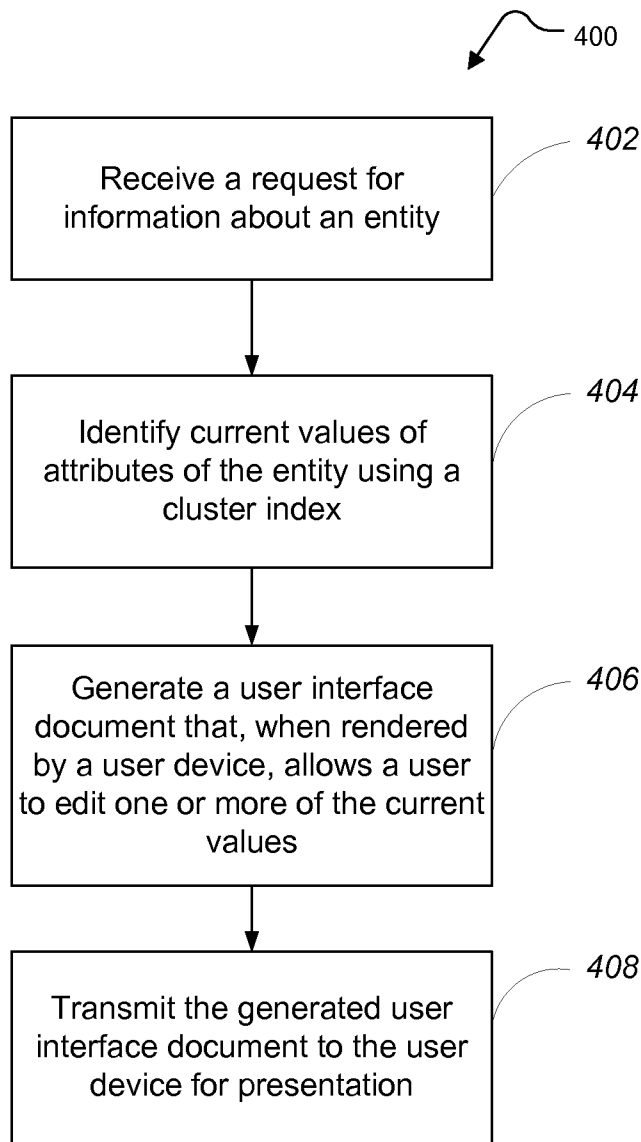 400
402
Receive a request for
information about an entity
404
Identify current values of
attributes of the entity using a
cluster index
406
Generate a user interface
document that, when rendered
by a user device, allows a user
to edit one or more of the current
values
408
Transmit the generated user
interface document to the user
device for presentation